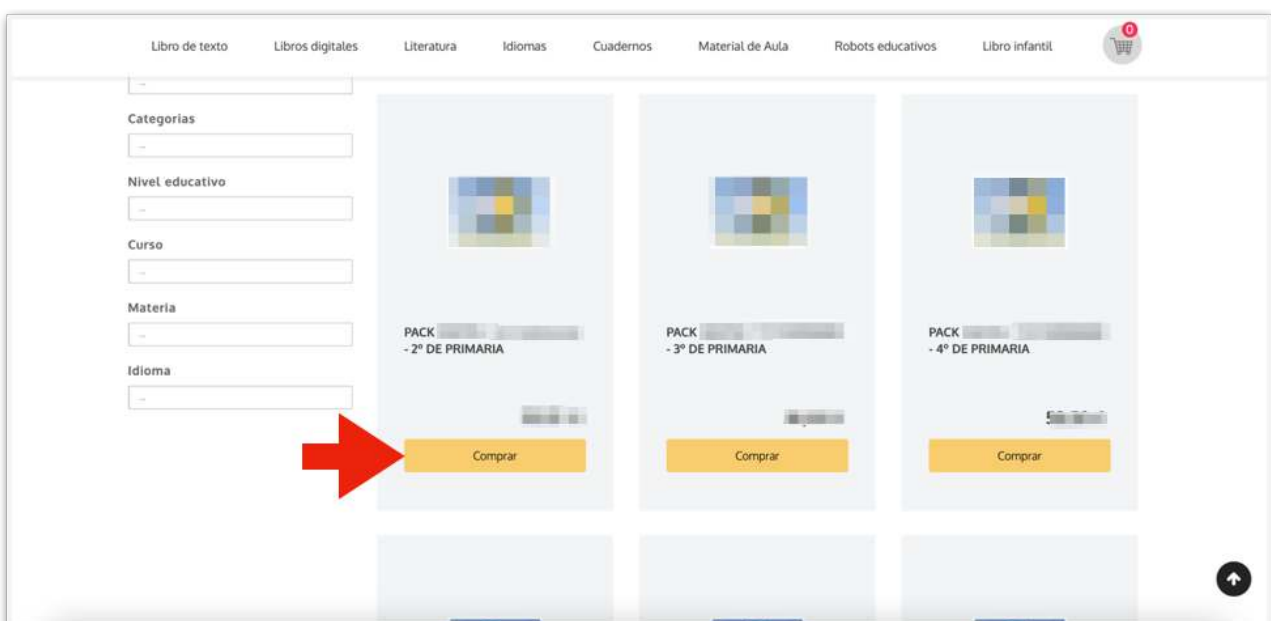 Libro de texto Libros digitales Literatura Idiomas Cuadernos Material de Aula Robots educativos Libro infantil 0
...
Categorias
...
Nivel educativo
...
Curso
...
Materia
...
Idioma
...
PACK
- 2º DE PRIMARIA
Comprar
PACK
- 3º DE PRIMARIA
Comprar
PACK
- 4º DE PRIMARIA
Comprar